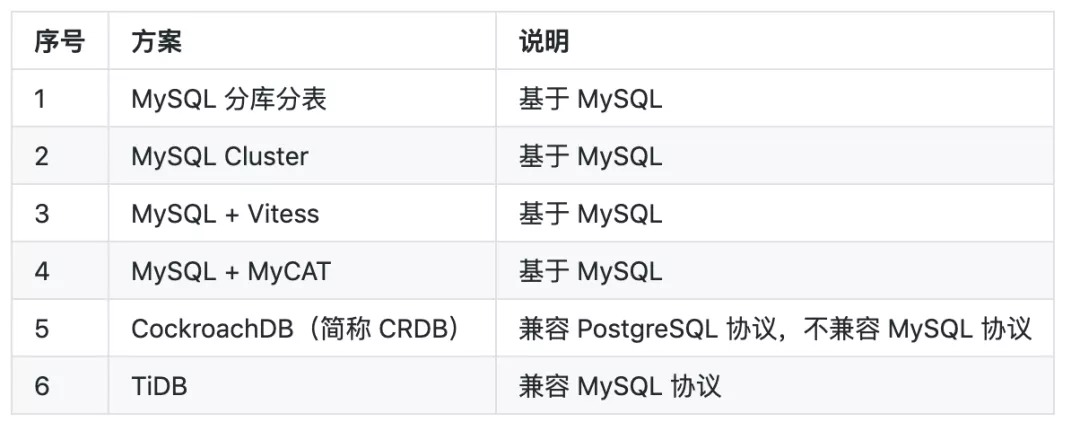 序号 方案 说明
1 MySQL 分库分表 基于 MySQL
2 MySQL Cluster 基于 MySQL
3 MySQL + Vitess 基于 MySQL
4 MySQL + MyCAT 基于 MySQL
5 CockroachDB（简称 CRDB） 兼容 PostgreSQL 协议，不兼容 MySQL 协议
6 TiDB 兼容 MySQL 协议